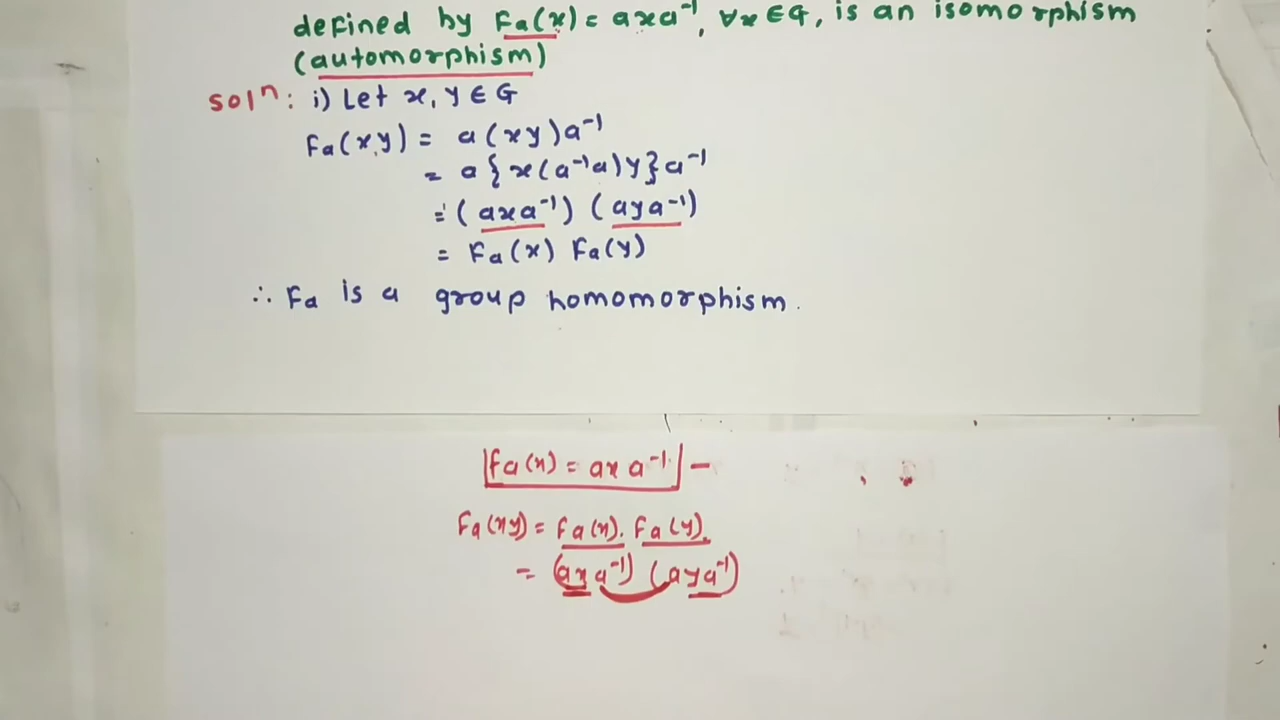 defined by Fa(x) = axa⁻¹, ∀x ∈ G, is an isomorphism
(automorphism)
Solⁿ: i) Let x, y ∈ G
Fa(x,y) = a(xy)a⁻¹
= a{x(a⁻¹a)y}a⁻¹
= (axa⁻¹) (aya⁻¹)
= Fa(x) Fa(y)
∴ Fa is a group homomorphism.
Fa(x) = axa⁻¹ –
Fa(xy) = Fa(x). Fa(y).
= (axa⁻¹) (aya⁻¹)